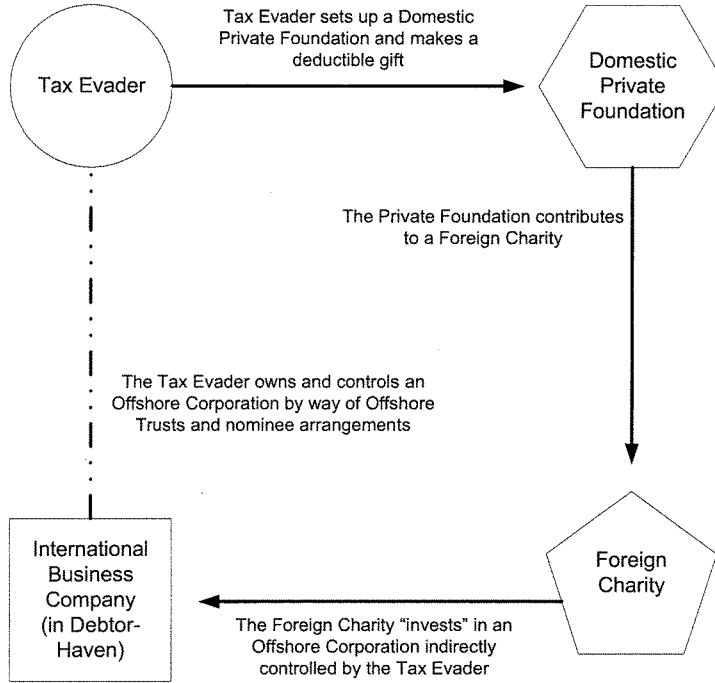 Tax Evader sets up a Domestic
Private Foundation and makes a
deductible gift
Tax Evader
Domestic
Private
Foundation
The Private Foundation contributes
to a Foreign Charity
The Tax Evader owns and controls an
Offshore Corporation by way of Offshore
Trusts and nominee arrangements
International
Business
Company
(in Debtor-
Haven)
Foreign
Charity
The Foreign Charity “invests” in an
Offshore Corporation indirectly
controlled by the Tax Evader